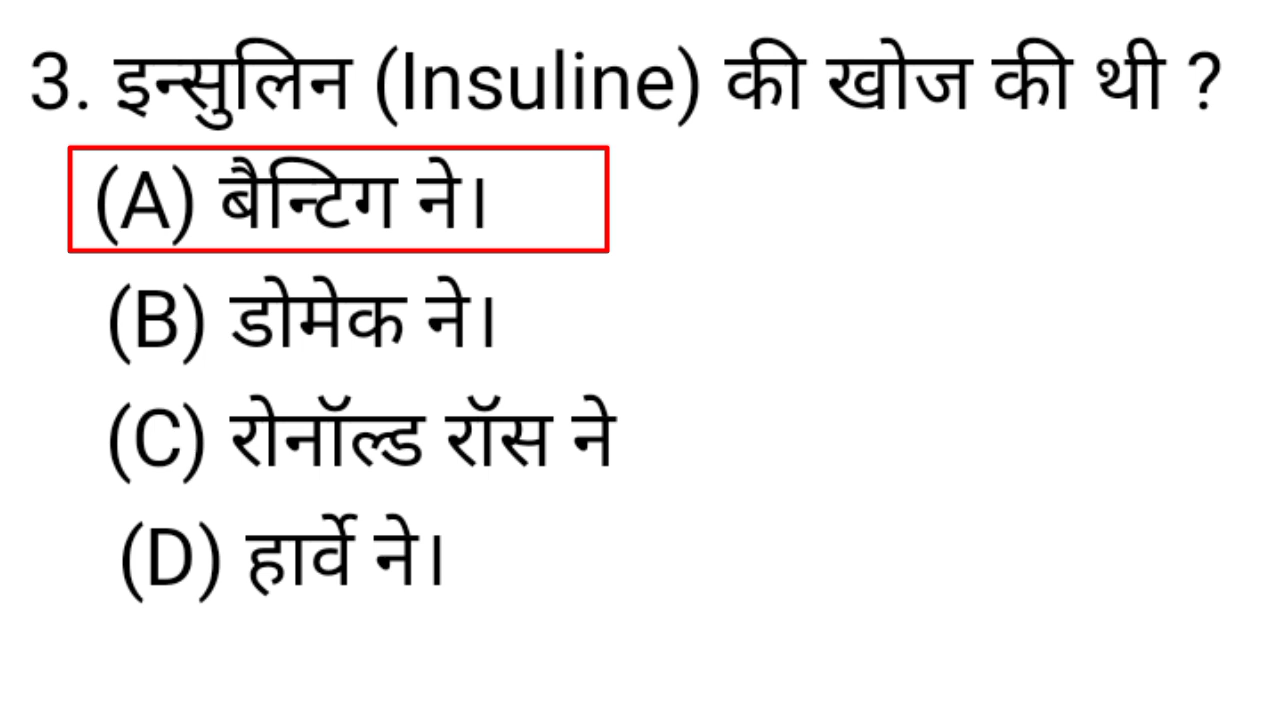 3. इन्सुलिन (Insuline) की खोज की थी ?
(A) बैन्टिग ने।
(B) डोमेक ने।
(C) रोनॉल्ड रॉस ने
(D) हार्वे ने।